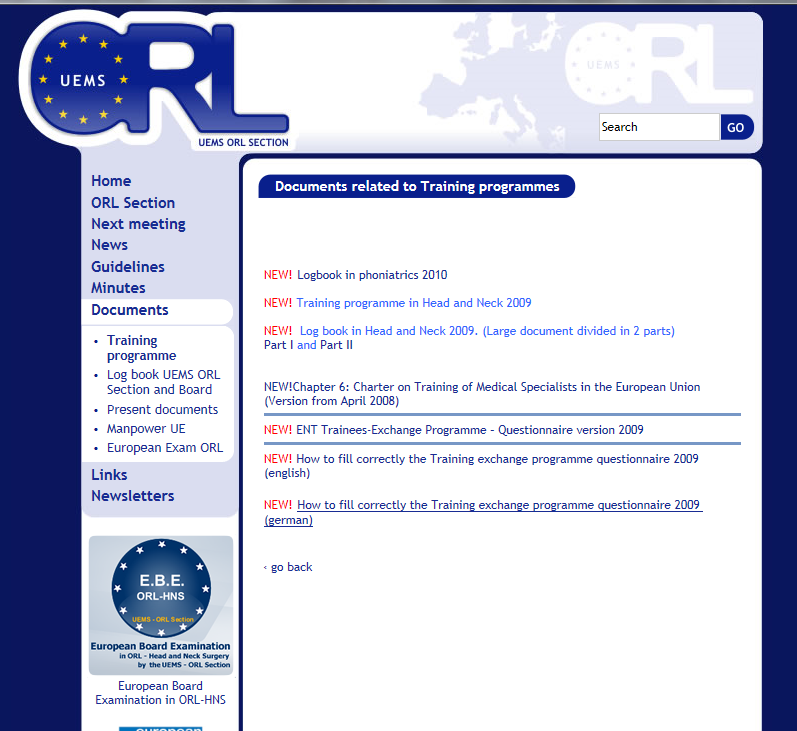 UEMS
ORL
UEMS ORL SECTION
UEMS
ORL
Search
GO
Home
ORL Section
Next meeting
News
Guidelines
Minutes
Documents
• Training
programme
• Log book UEMS ORL
Section and Board
• Present documents
• Manpower UE
• European Exam ORL
Links
Newsletters
E.B.E.
ORL-HNS
UEMS - ORL Section
European Board Examination
in ORL - Head and Neck Surgery
by the UEMS - ORL Section
European Board
Examination in ORL-HNS
european
Documents related to Training programmes
NEW! Logbook in phoniatrics 2010
NEW! Training programme in Head and Neck 2009
NEW! Log book in Head and Neck 2009. (Large document divided in 2 parts)
Part I and Part II
NEW!Chapter 6: Charter on Training of Medical Specialists in the European Union
(Version from April 2008)
NEW! ENT Trainees-Exchange Programme – Questionnaire version 2009
NEW! How to fill correctly the Training exchange programme questionnaire 2009
(english)
NEW! How to fill correctly the Training exchange programme questionnaire 2009
(german)
‹ go back